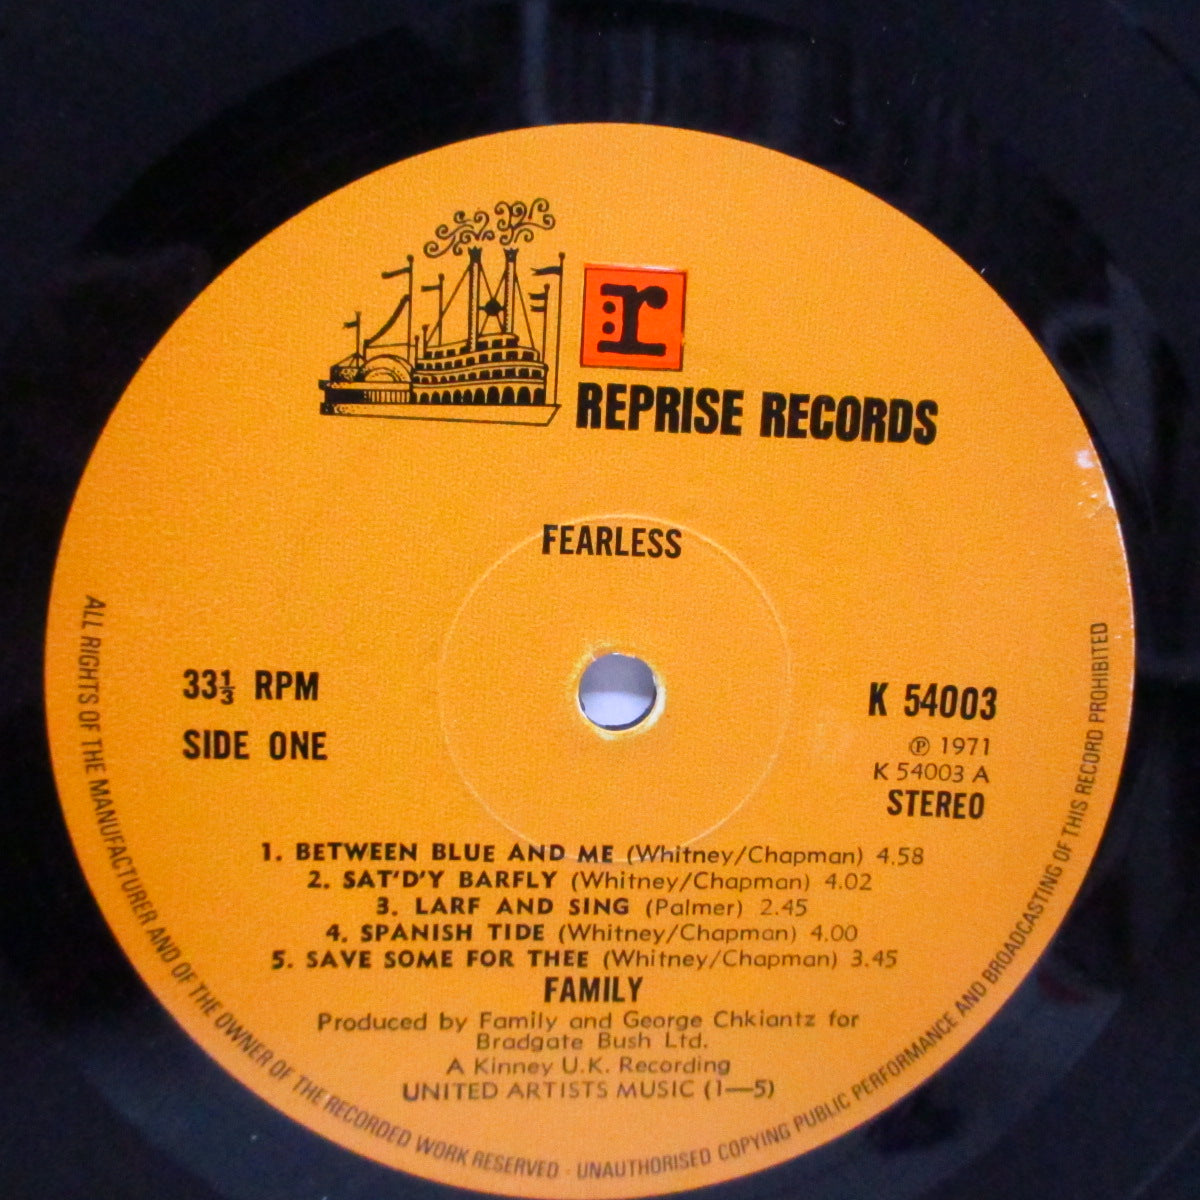 r
REPRISE RECORDS
FEARLESS
33⅓ RPM
SIDE ONE
K 54003
℗ 1971
K 54003 A
STEREO
1. BETWEEN BLUE AND ME (Whitney/Chapman) 4.58
2. SAT'D'Y BARFLY (Whitney/Chapman) 4.02
3. LARF AND SING (Palmer) 2.45
4. SPANISH TIDE (Whitney/Chapman) 4.00
5. SAVE SOME FOR THEE (Whitney/Chapman) 3.45
FAMILY
Produced by Family and George Chkiantz for
Bradgate Bush Ltd.
A Kinney U.K. Recording
UNITED ARTISTS MUSIC (1—5)
ALL RIGHTS OF THE MANUFACTURER AND OF THE OWNER OF THE RECORDED WORK RESERVED · UNAUTHORISED COPYING PUBLIC PERFORMANCE AND BROADCASTING OF THIS RECORD PROHIBITED